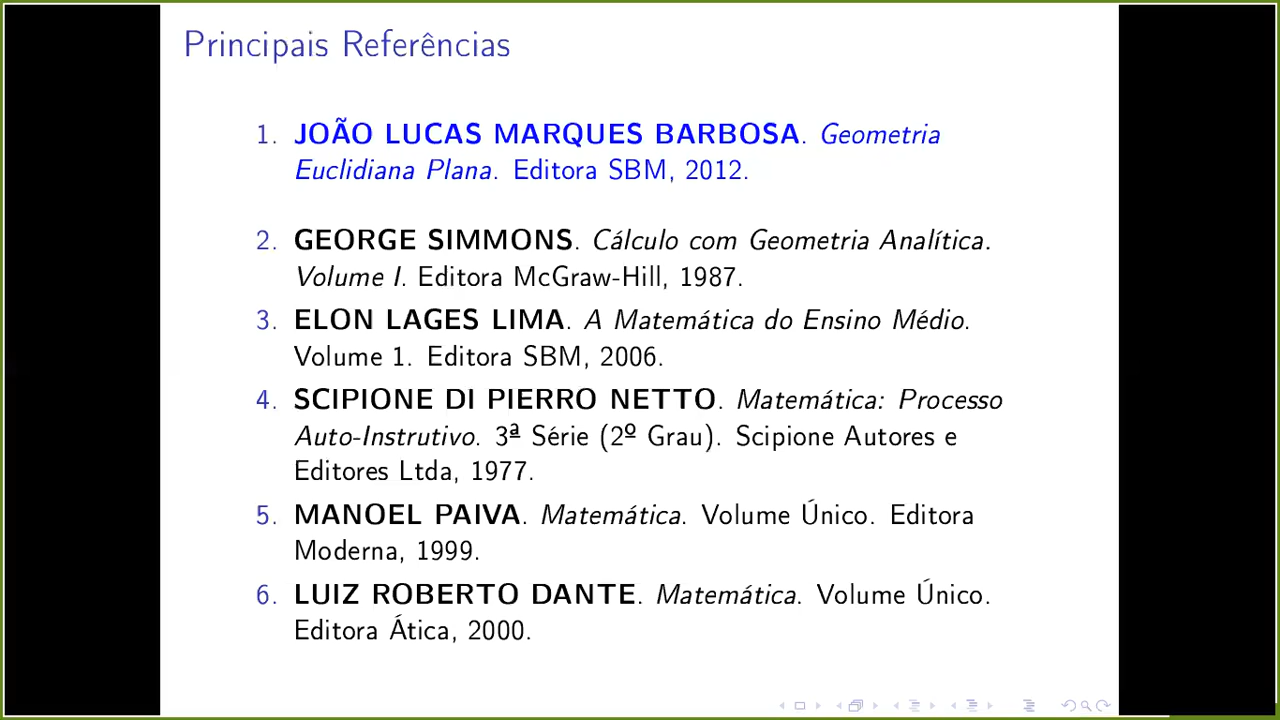 Principais Referências
1. JOÃO LUCAS MARQUES BARBOSA. Geometria
Euclidiana Plana. Editora SBM, 2012.
2. GEORGE SIMMONS. Cálculo com Geometria Analítica.
Volume I. Editora McGraw-Hill, 1987.
3. ELON LAGES LIMA. A Matemática do Ensino Médio.
Volume 1. Editora SBM, 2006.
4. SCIPIONE DI PIERRO NETTO. Matemática: Processo
Auto-Instrutivo. 3ª Série (2º Grau). Scipione Autores e
Editores Ltda, 1977.
5. MANOEL PAIVA. Matemática. Volume Único. Editora
Moderna, 1999.
6. LUIZ ROBERTO DANTE. Matemática. Volume Único.
Editora Ática, 2000.